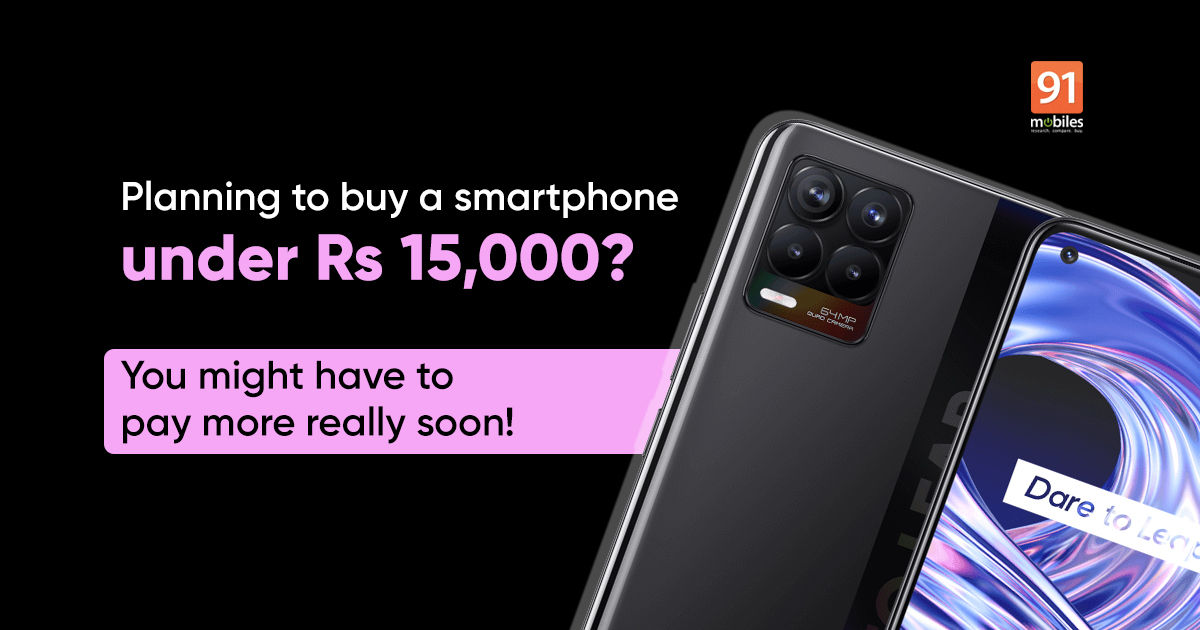 91
mobiles
research. compare. buy.
Planning to buy a smartphone
under Rs 15,000?
You might have to
pay more really soon!
64MP
QUAD CAMERA
Dare to Leap